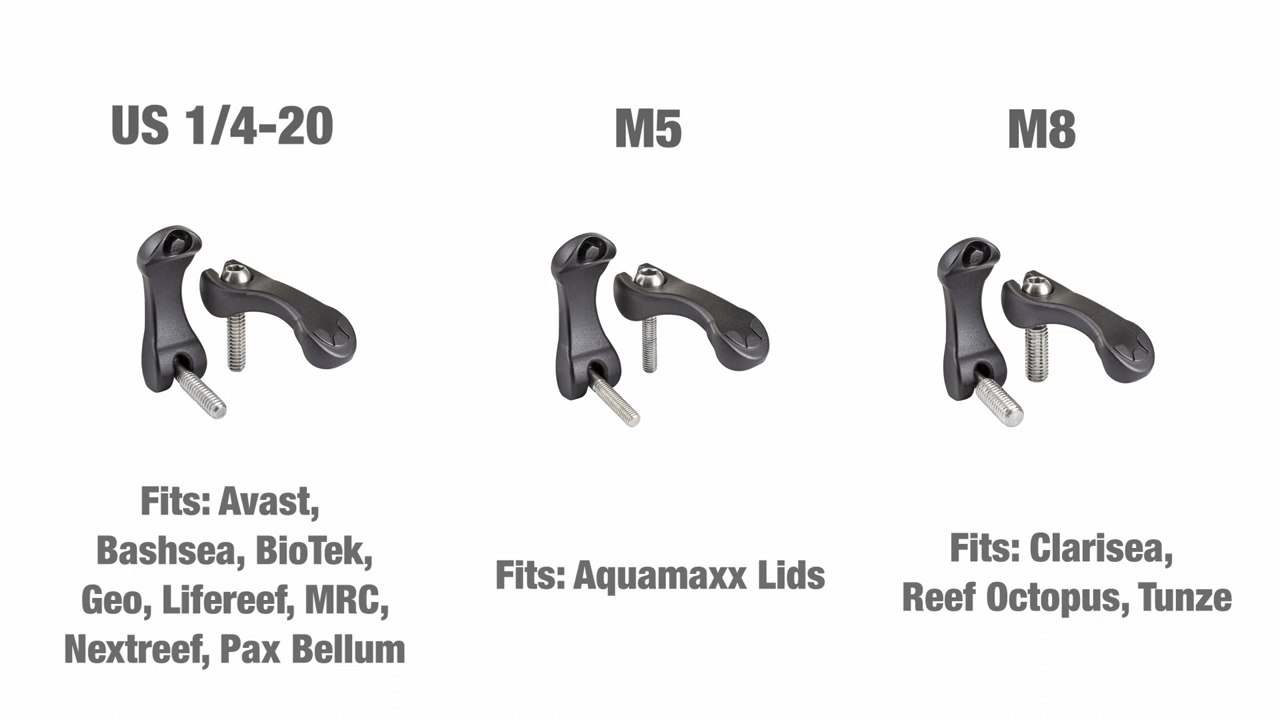 US 1/4-20
M5
M8
Fits: Avast,
Bashsea, BioTek,
Geo, Lifereef, MRC,
Nextreef, Pax Bellum
Fits: Aquamaxx Lids
Fits: Clarisea,
Reef Octopus, Tunze